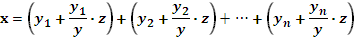 x = (y₁ + y₁/y · z) + (y₂ + y₂/y · z) + ⋯ + (yₙ + yₙ/y · z)